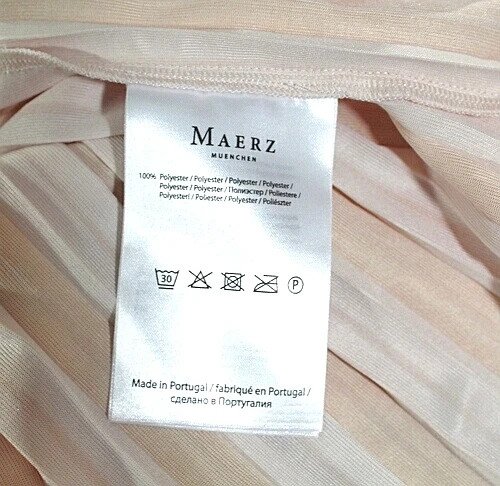 MAERZ
MUENCHEN
100% Polyester / Polyester / Polyester / Polyester /
Polyester / Polyester / Полиэстер / Poliestere /
Polyesteri / Poliester / Polyester / Poliészter
30 P
Made in Portugal / fabriqué en Portugal /
сделано в Португалия